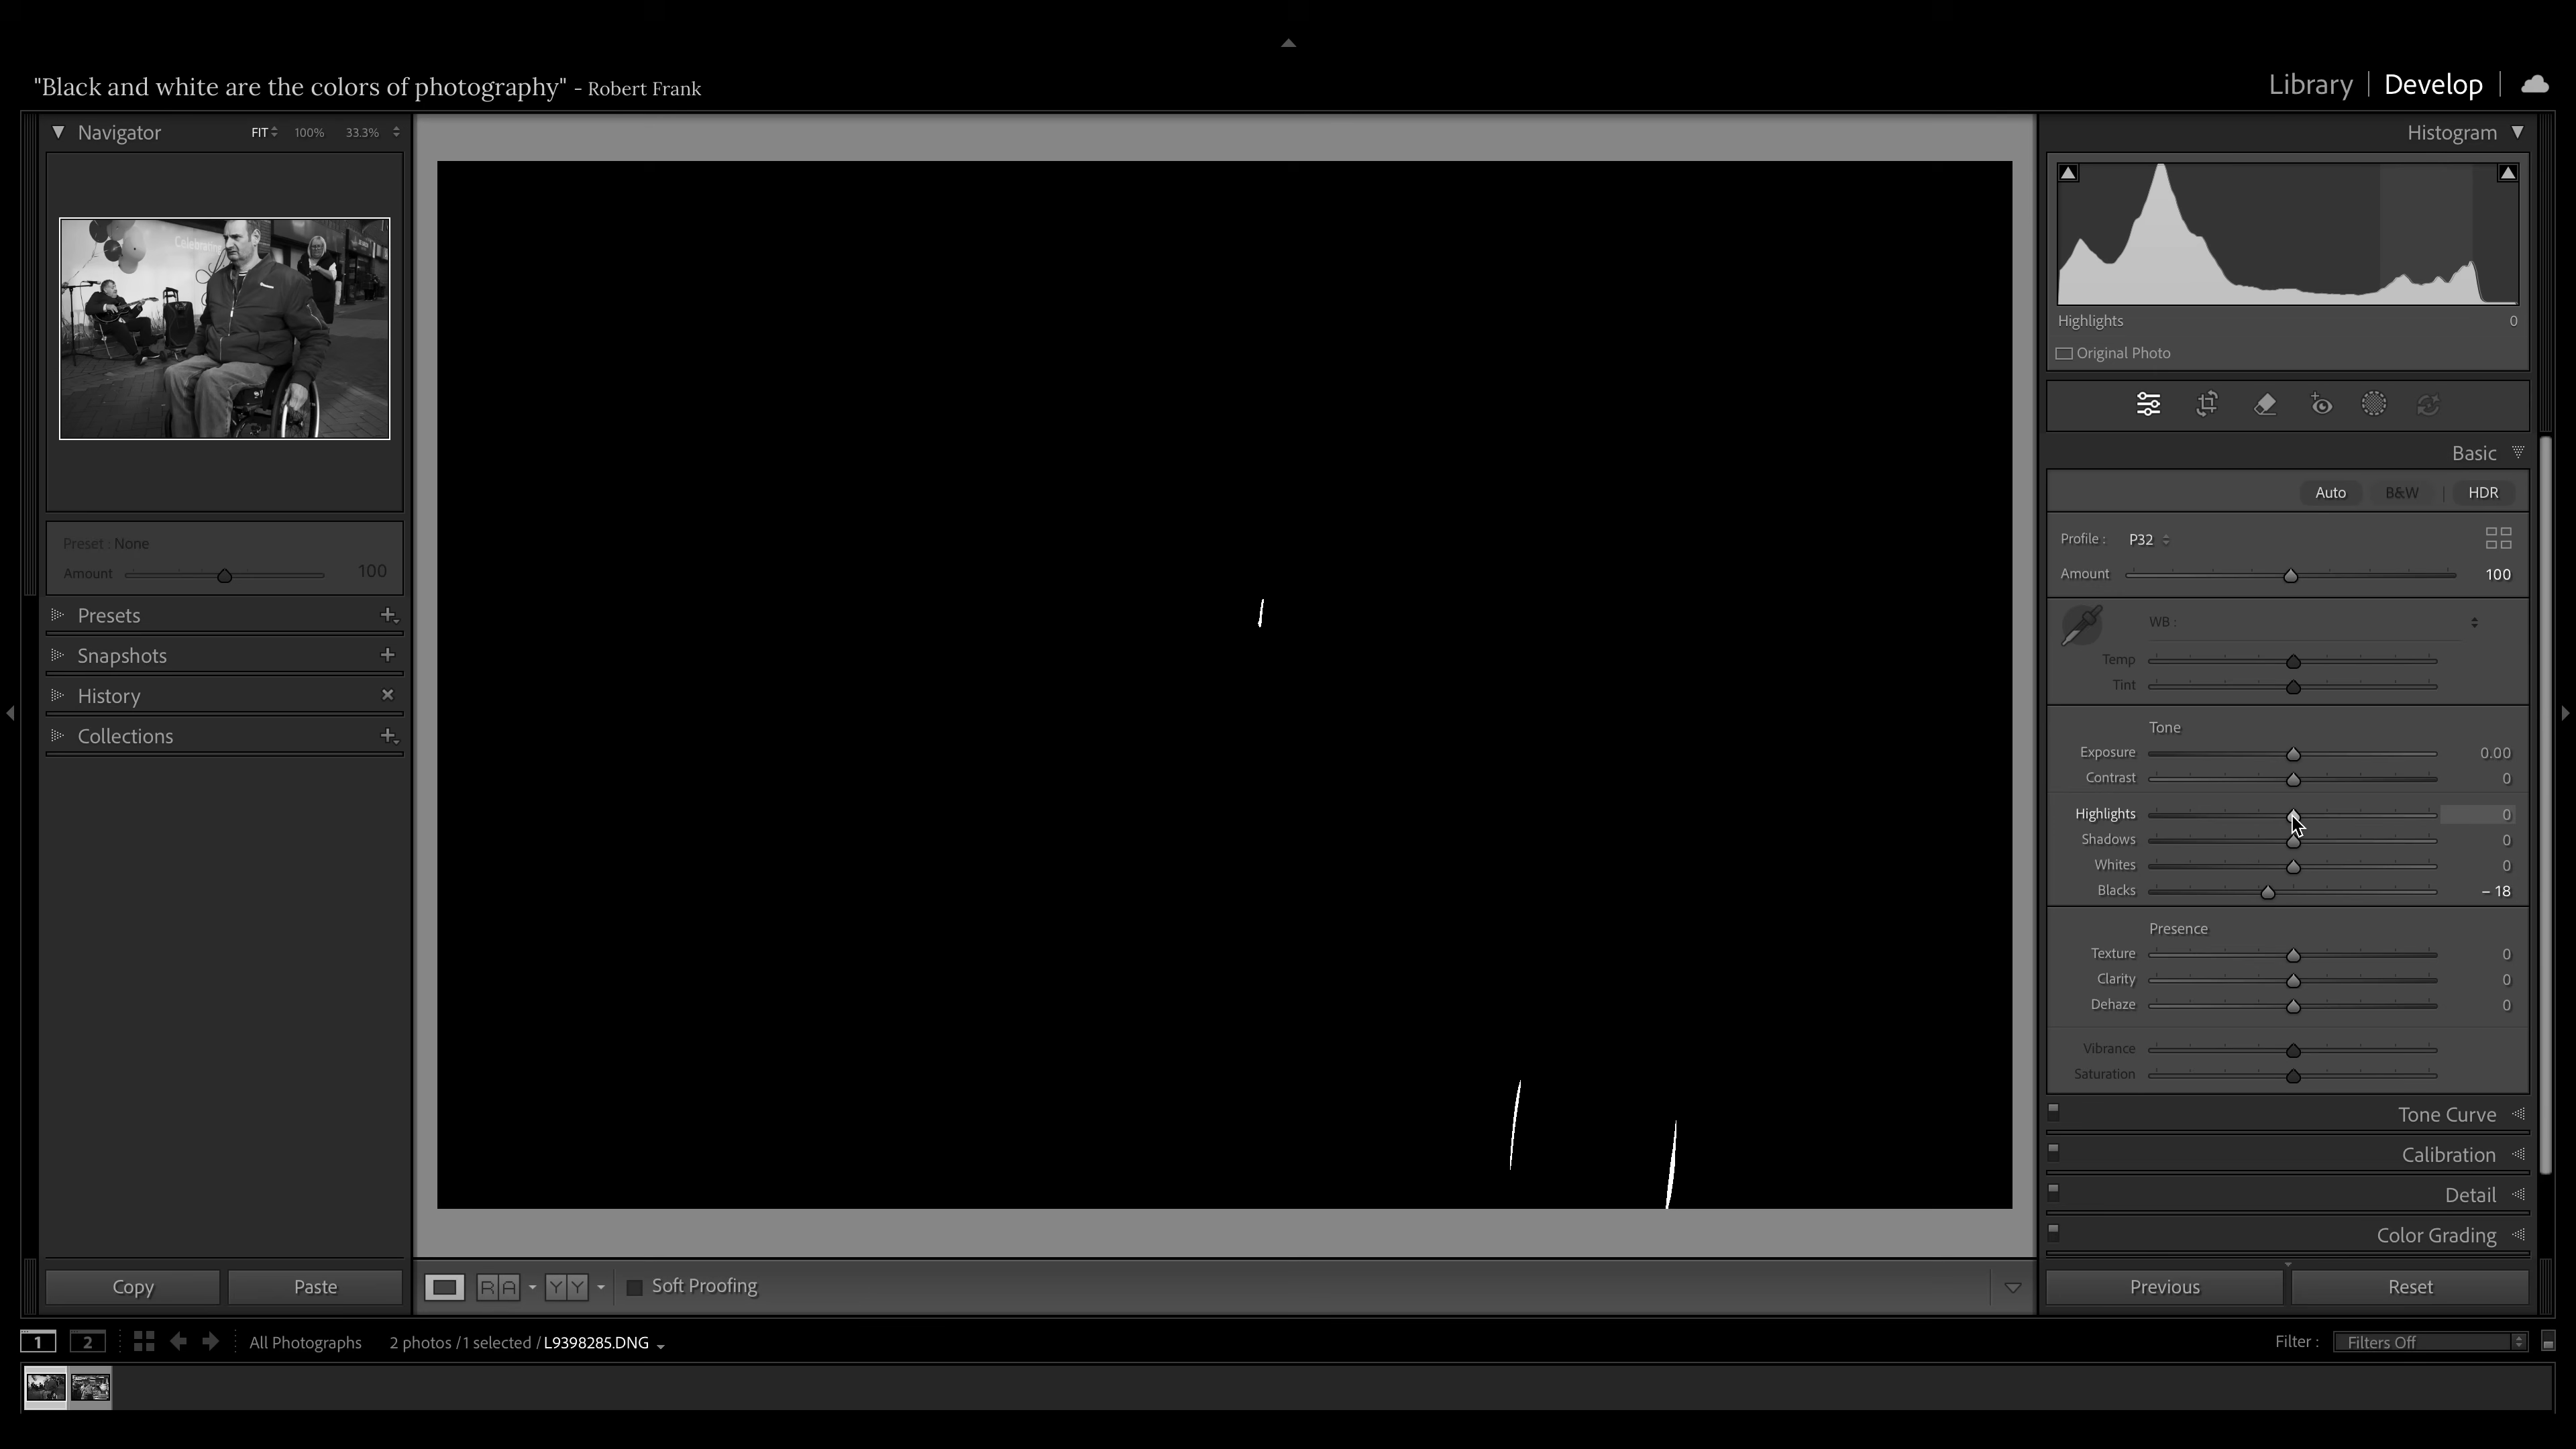 "Black and white are the colors of photography" - Robert Frank
Library | Develop |
Navigator FIT 100% 33.3%
Histogram
Celebratin
Highlights 0
Original Photo
Basic
Auto B&W | HDR
Profile : P32
Amount 100
Preset : None
Amount 100
Presets
Snapshots
History
Collections
WB :
Temp
Tint
Tone
Exposure 0.00
Contrast 0
Highlights 0
Shadows 0
Whites 0
Blacks – 18
Presence
Texture 0
Clarity 0
Dehaze 0
Vibrance
Saturation
Tone Curve
Calibration
Detail
Color Grading
Copy Paste
R A Y Y Soft Proofing
Previous Reset
1 2 All Photographs 2 photos / 1 selected / L9398285.DNG
Filter : Filters Off